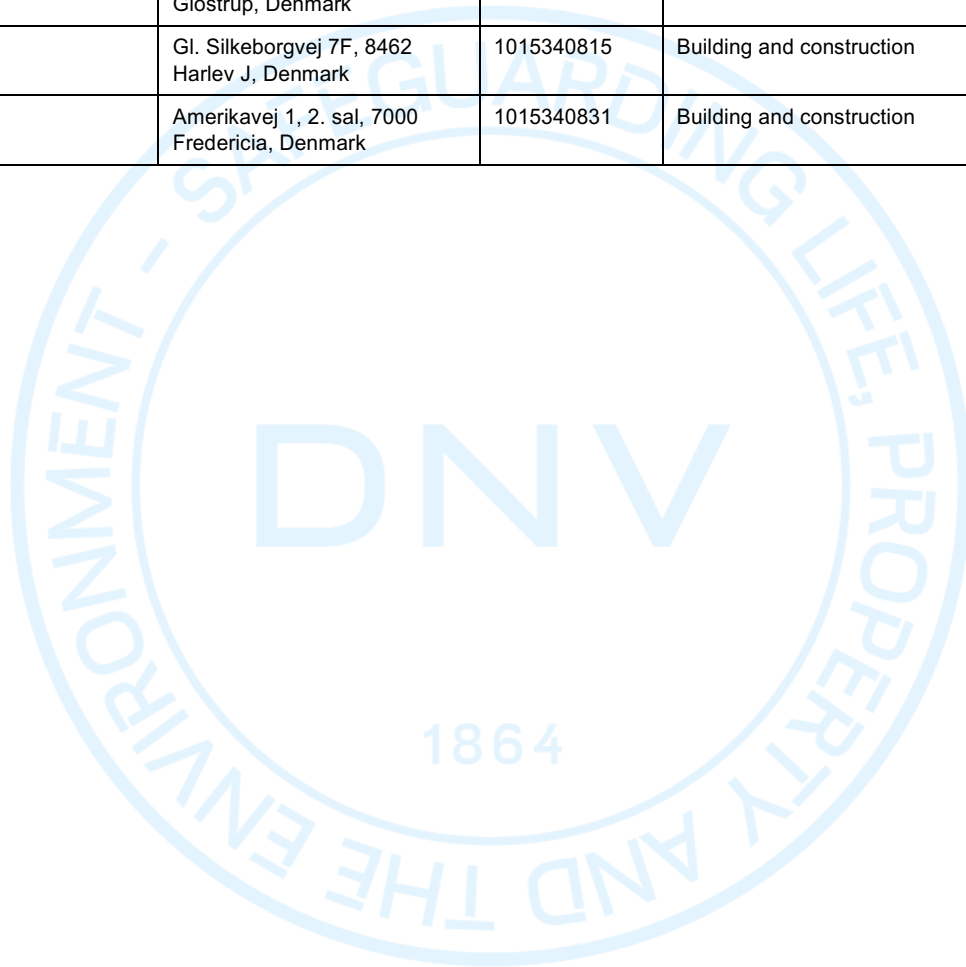 Glostrup, Denmark
Gl. Silkeborgvej 7F, 8462
Harlev J, Denmark
1015340815
Building and construction
Amerikavej 1, 2. sal, 7000
Fredericia, Denmark
1015340831
Building and construction
SAFEGUARDING LIFE, PROPERTY AND THE ENVIRONMENT -
DNV
1864